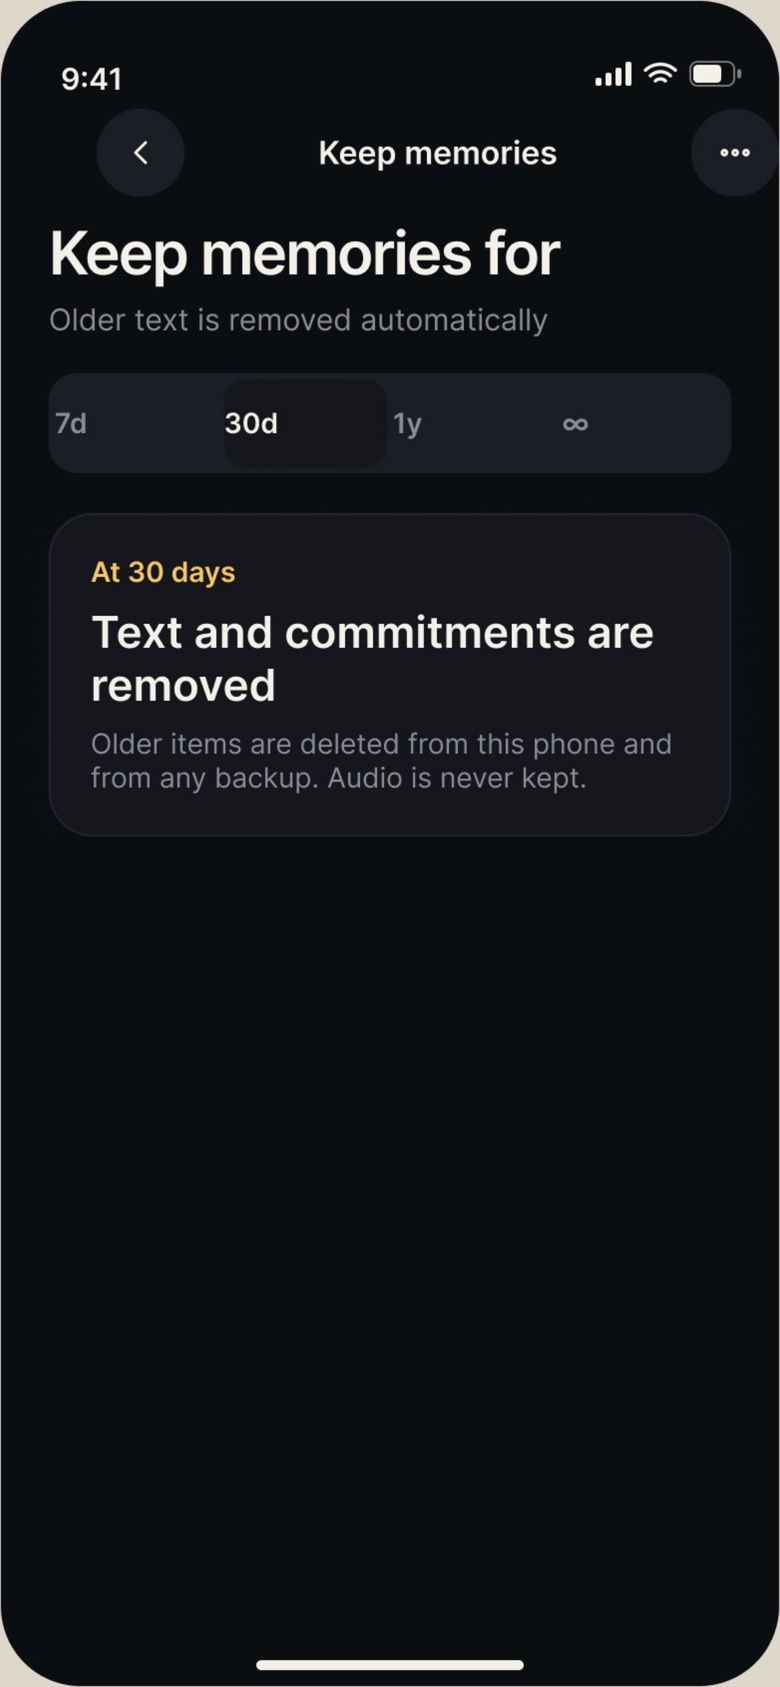 9:41
Keep memories
Keep memories for
Older text is removed automatically
7d 30d 1y ∞
At 30 days
Text and commitments are
removed
Older items are deleted from this phone and
from any backup. Audio is never kept.